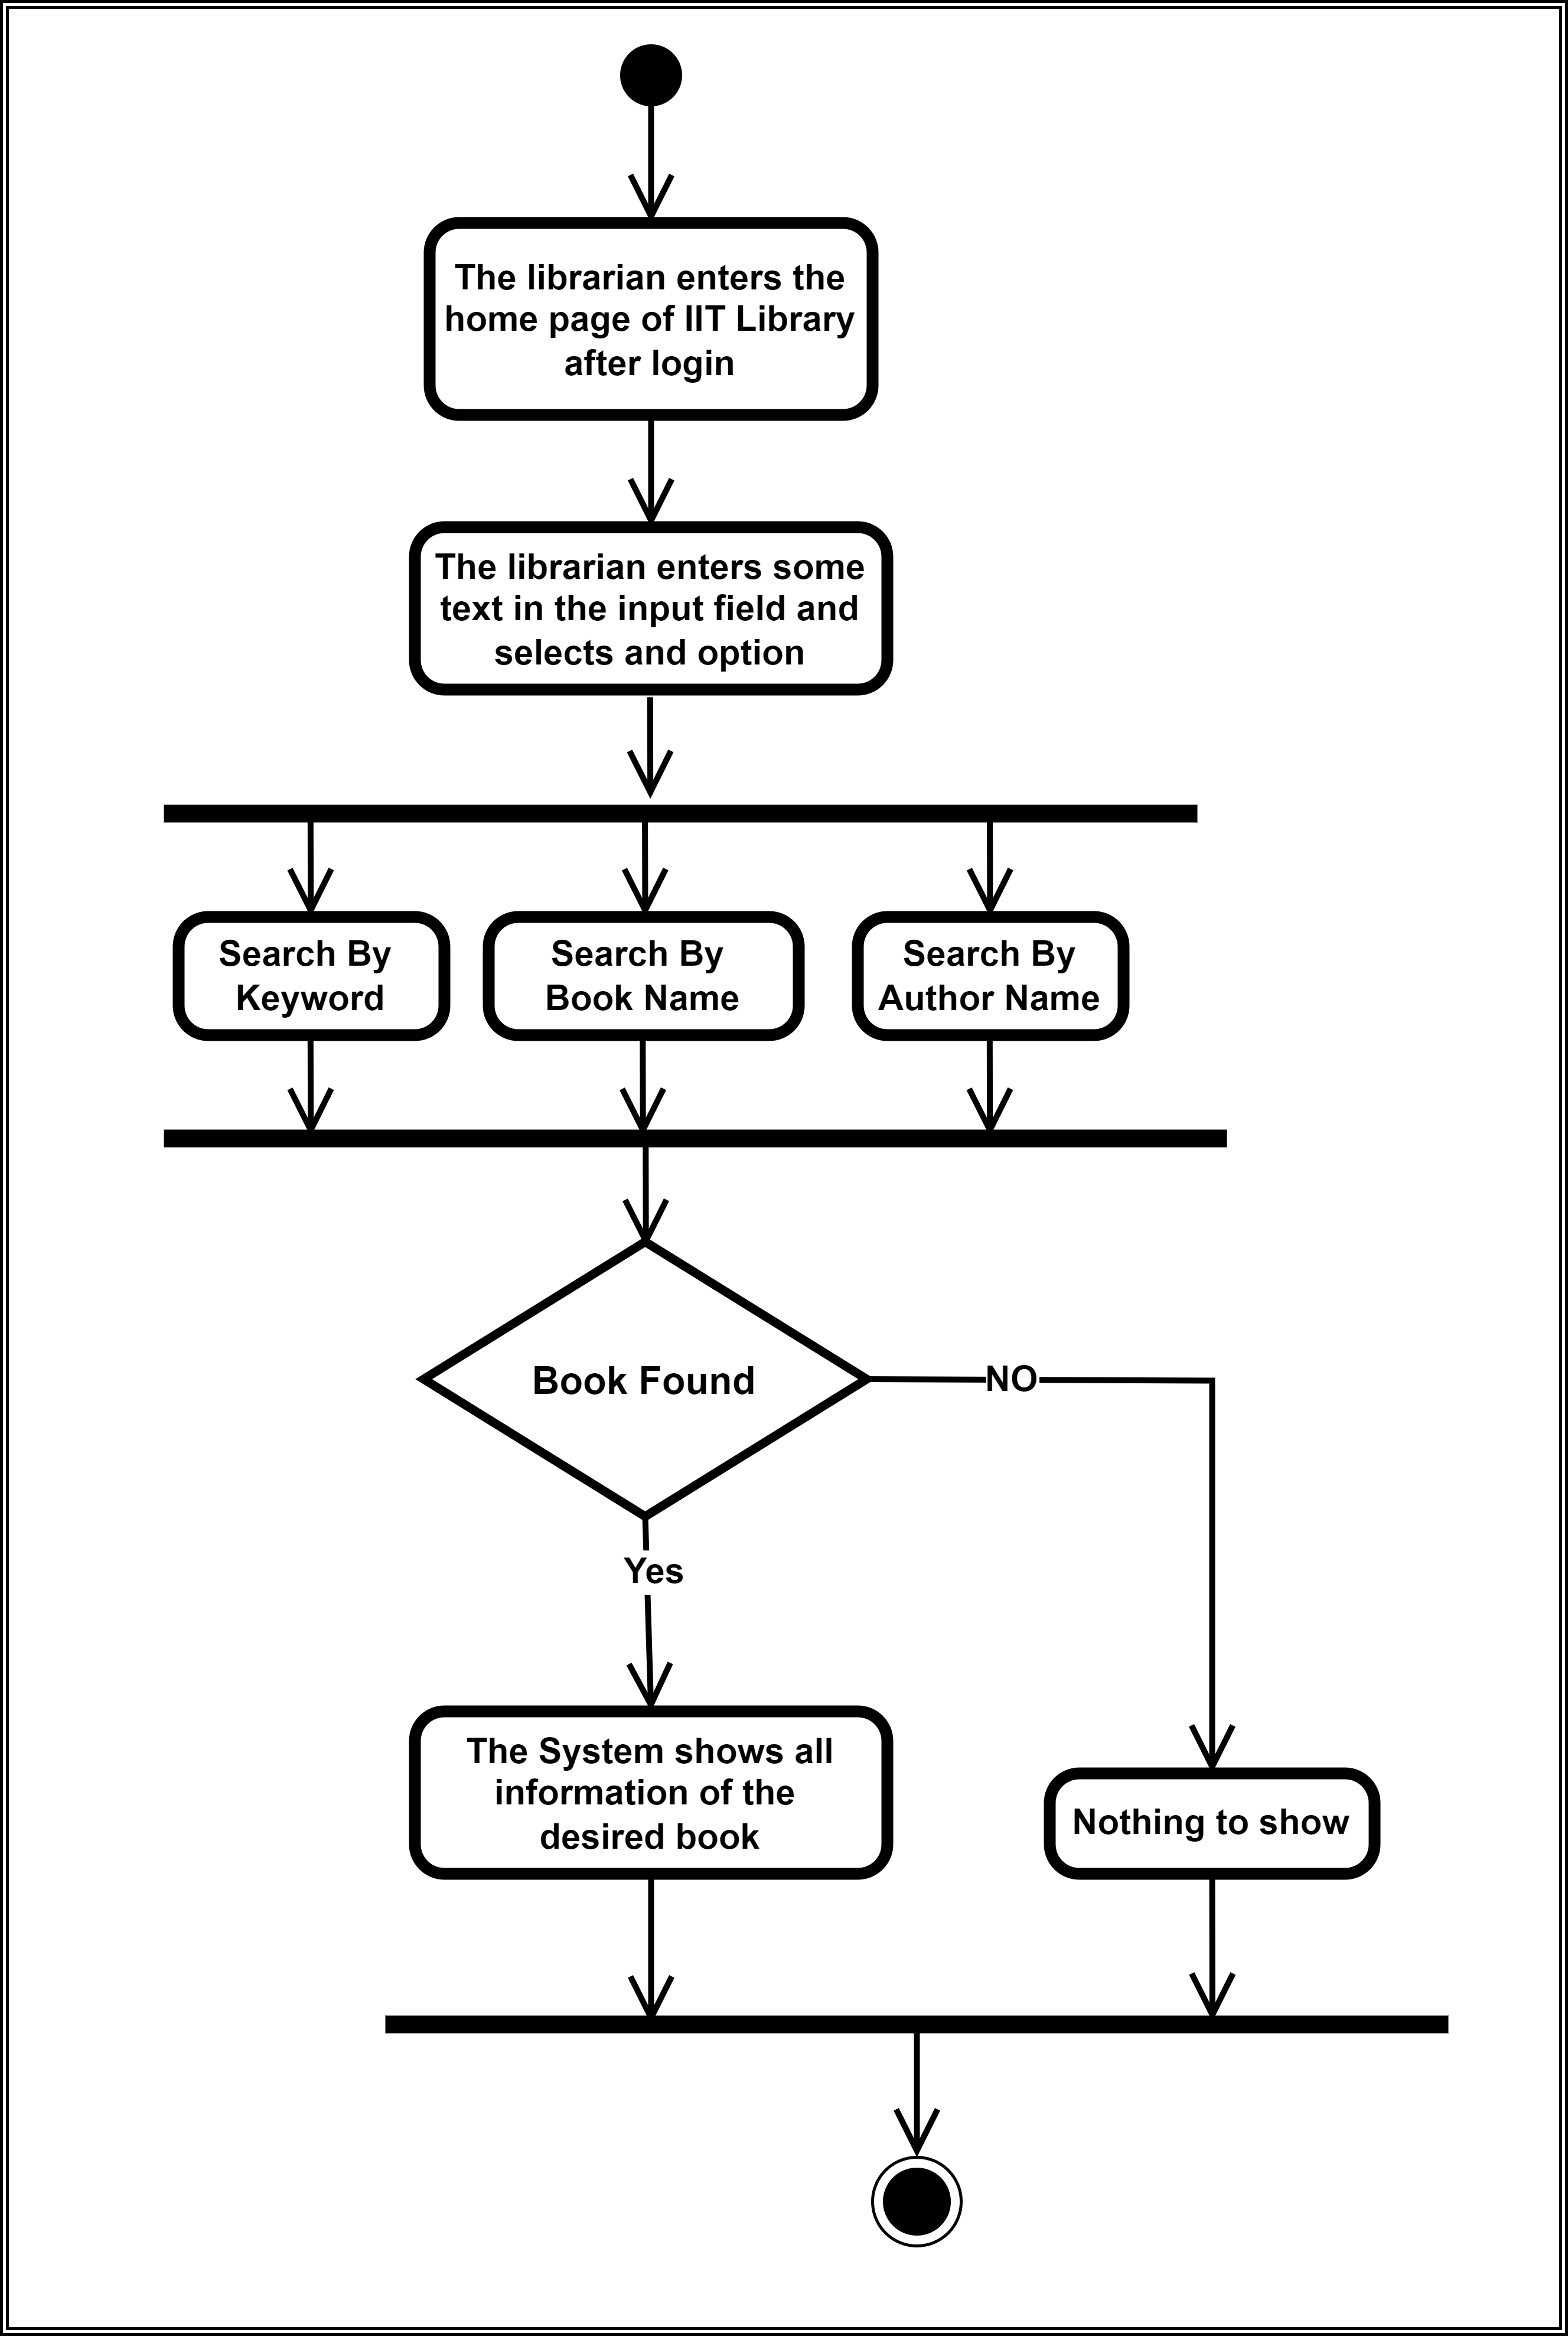 The librarian enters the
home page of IIT Library
after login
The librarian enters some
text in the input field and
selects and option
Search By
Keyword
Search By
Book Name
Search By
Author Name
Book Found
NO
Yes
The System shows all
information of the
desired book
Nothing to show